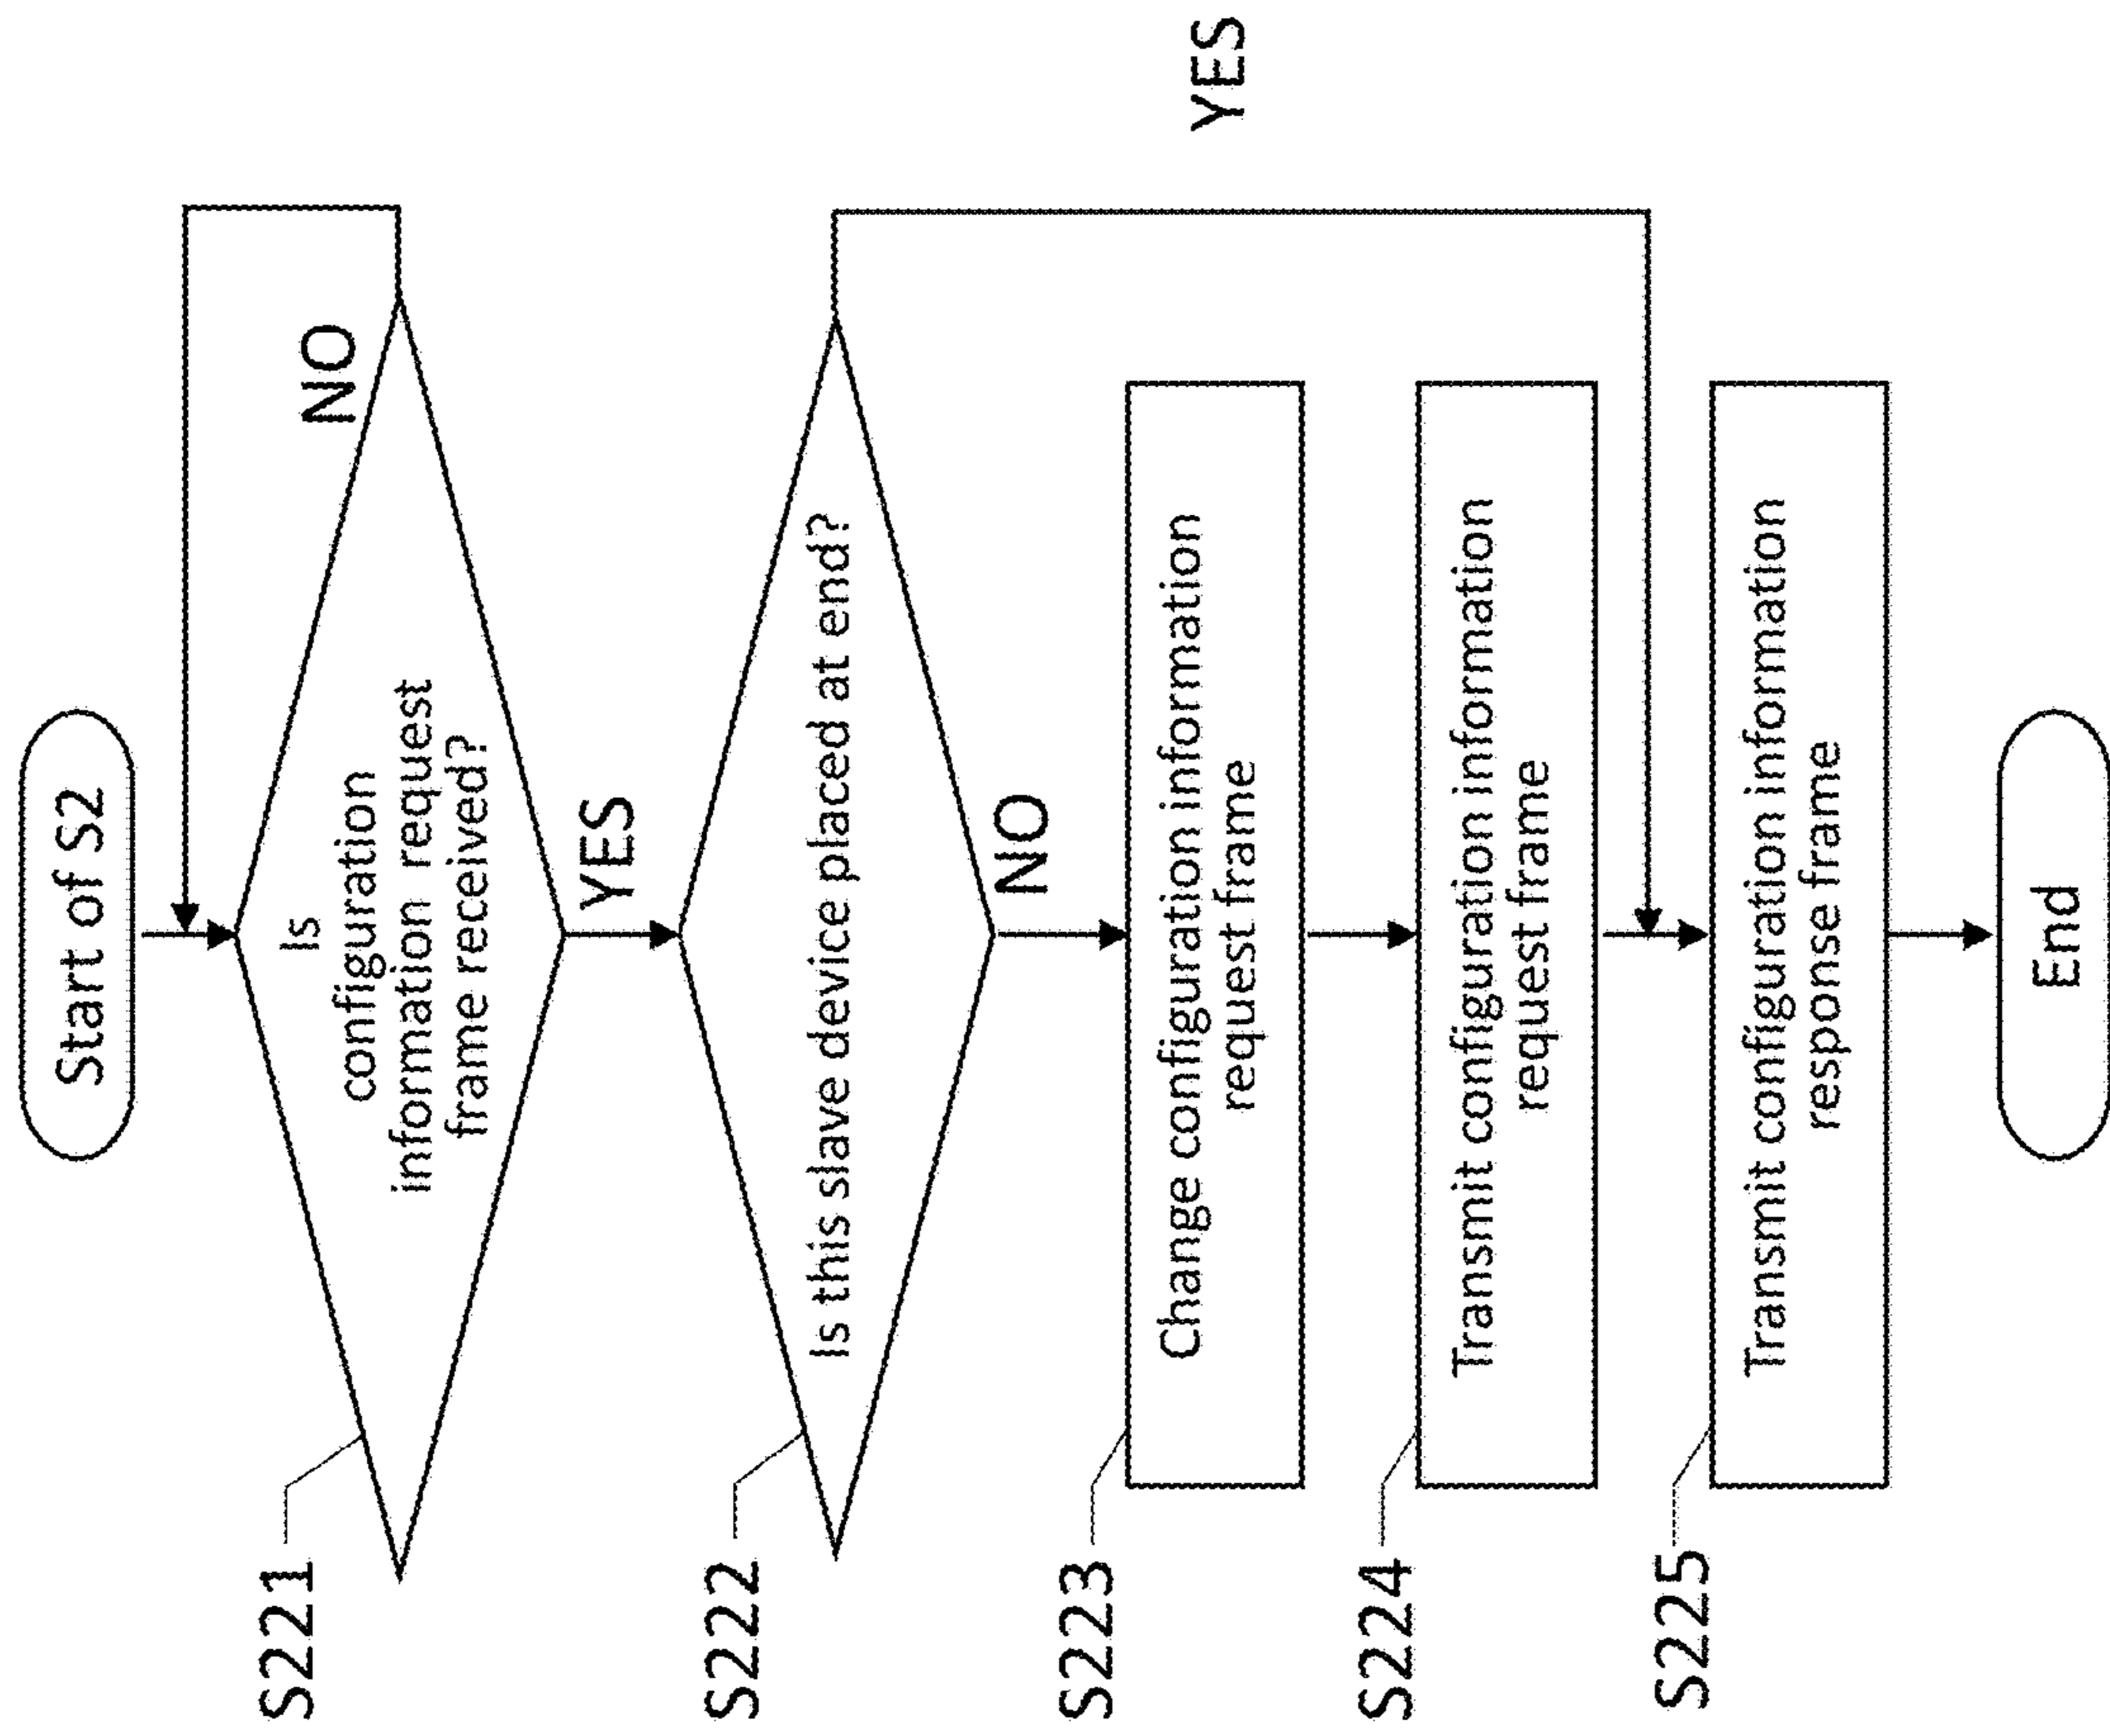 Start of S2
S221
Is
configuration
information request
frame received?
NO
YES
S222
Is this slave device placed at end?
NO
YES
S223
Change configuration information
request frame
S224
Transmit configuration information
request frame
S225
Transmit configuration information
response frame
End